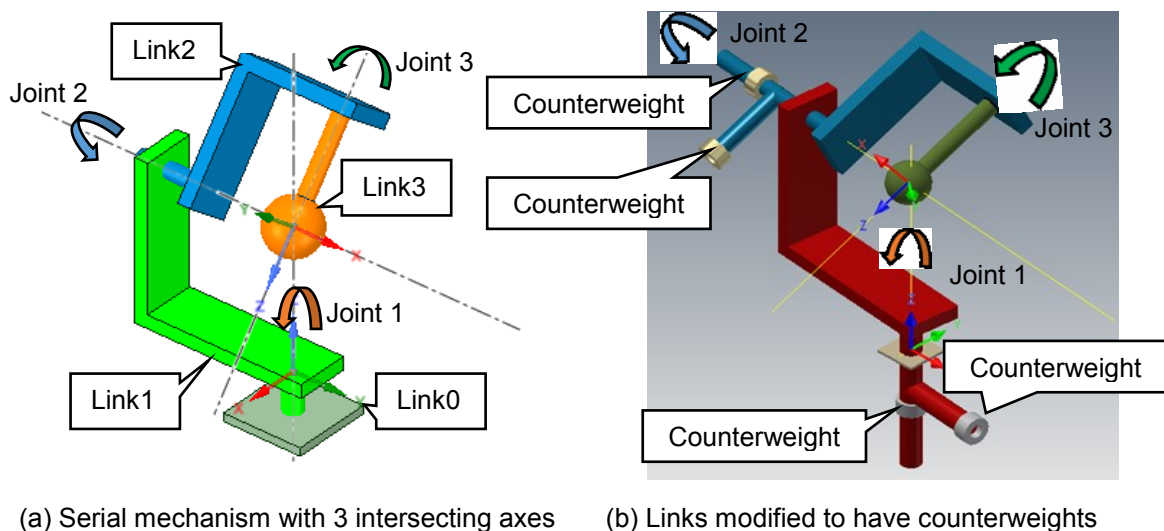 Link2
Joint 3
Joint 2
Link3
Joint 1
Link1
Link0
X
Y
Z
X
Y
(a) Serial mechanism with 3 intersecting axes
Joint 2
Counterweight
Counterweight
Joint 3
Joint 1
Counterweight
Counterweight
X
Z
Y
(b) Links modified to have counterweights